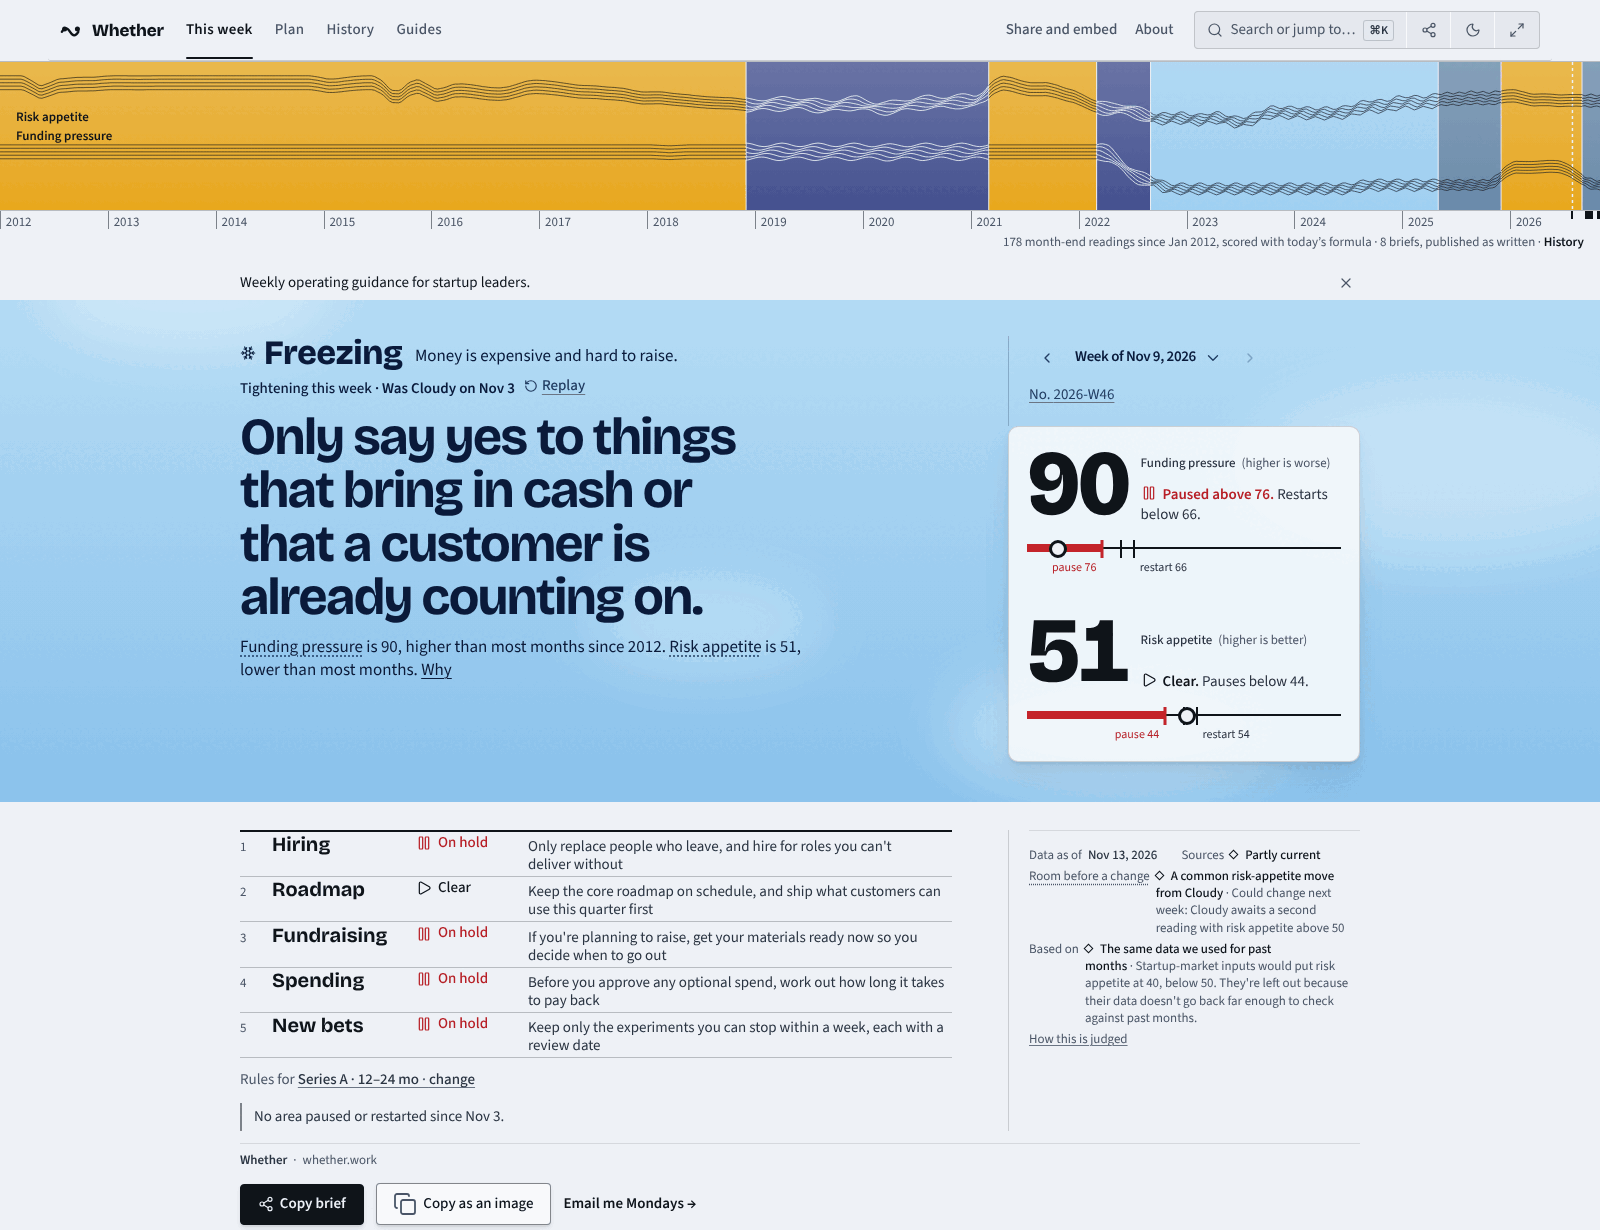 Whether
This week
Plan
History
Guides
Share and embed
About
Search or jump to…
⌘K
Risk appetite
Funding pressure
2012
2013
2014
2015
2016
2017
2018
2019
2020
2021
2022
2023
2024
2025
2026
178 month-end readings since Jan 2012, scored with today's formula · 8 briefs, published as written · History
Weekly operating guidance for startup leaders.
Freezing Money is expensive and hard to raise.
Tightening this week · Was Cloudy on Nov 3 Replay
Only say yes to things
that bring in cash or
that a customer is
already counting on.
Funding pressure is 90, higher than most months since 2012. Risk appetite is 51,
lower than most months. Why
Week of Nov 9, 2026
No. 2026-W46
90
Funding pressure (higher is worse)
Paused above 76. Restarts
below 66.
pause 76
restart 66
51
Risk appetite (higher is better)
Clear. Pauses below 44.
pause 44
restart 54
1 Hiring On hold Only replace people who leave, and hire for roles you can't
deliver without
2 Roadmap Clear Keep the core roadmap on schedule, and ship what customers can
use this quarter first
3 Fundraising On hold If you're planning to raise, get your materials ready now so you
decide when to go out
4 Spending On hold Before you approve any optional spend, work out how long it takes
to pay back
5 New bets On hold Keep only the experiments you can stop within a week, each with a
review date
Rules for Series A · 12–24 mo · change
No area paused or restarted since Nov 3.
Data as of Nov 13, 2026 Sources ◇ Partly current
Room before a change ◇ A common risk-appetite move
from Cloudy · Could change next
week: Cloudy awaits a second
reading with risk appetite above 50
Based on ◇ The same data we used for past
months · Startup-market inputs would put risk
appetite at 40, below 50. They're left out because
their data doesn't go back far enough to check
against past months.
How this is judged
Whether · whether.work
Copy brief
Copy as an image
Email me Mondays →